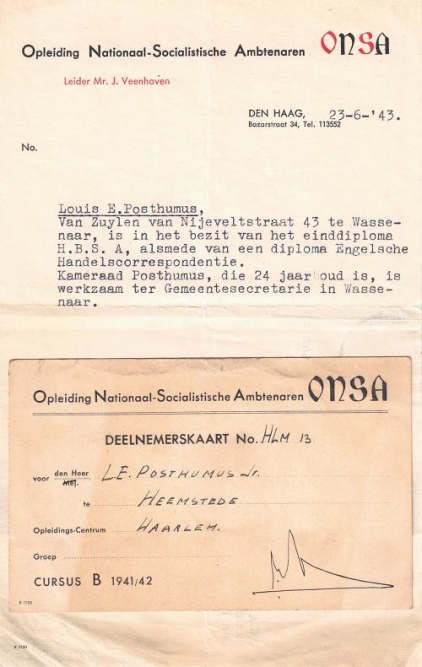 Opleiding Nationaal-Socialistische Ambtenaren ONSA
Leider Mr. J. Veenhoven
DEN HAAG, 23-6-'43.
Bazarstraat 34, Tel. 113552
No.
Louis E.Posthumus,
Van Zuylen van Nijeveltstraat 43 te Wasse-
naar, is in het bezit van het einddiploma
H.B.S. A, alsmede van een diploma Engelsche
Handelscorrespondentie.
Kameraad Posthumus, die 24 jaar oud is, is
werkzaam ter Gemeentesecretarie in Wasse-
naar.
Opleiding Nationaal-Socialistische Ambtenaren ONSA
DEELNEMERSKAART No. HLM 13
voor den Heer Mej. L.E. POSTHUMUS Jr.
te HEEMSTEDE
Opleidings-Centrum HAARLEM.
Groep
CURSUS B 1941/42